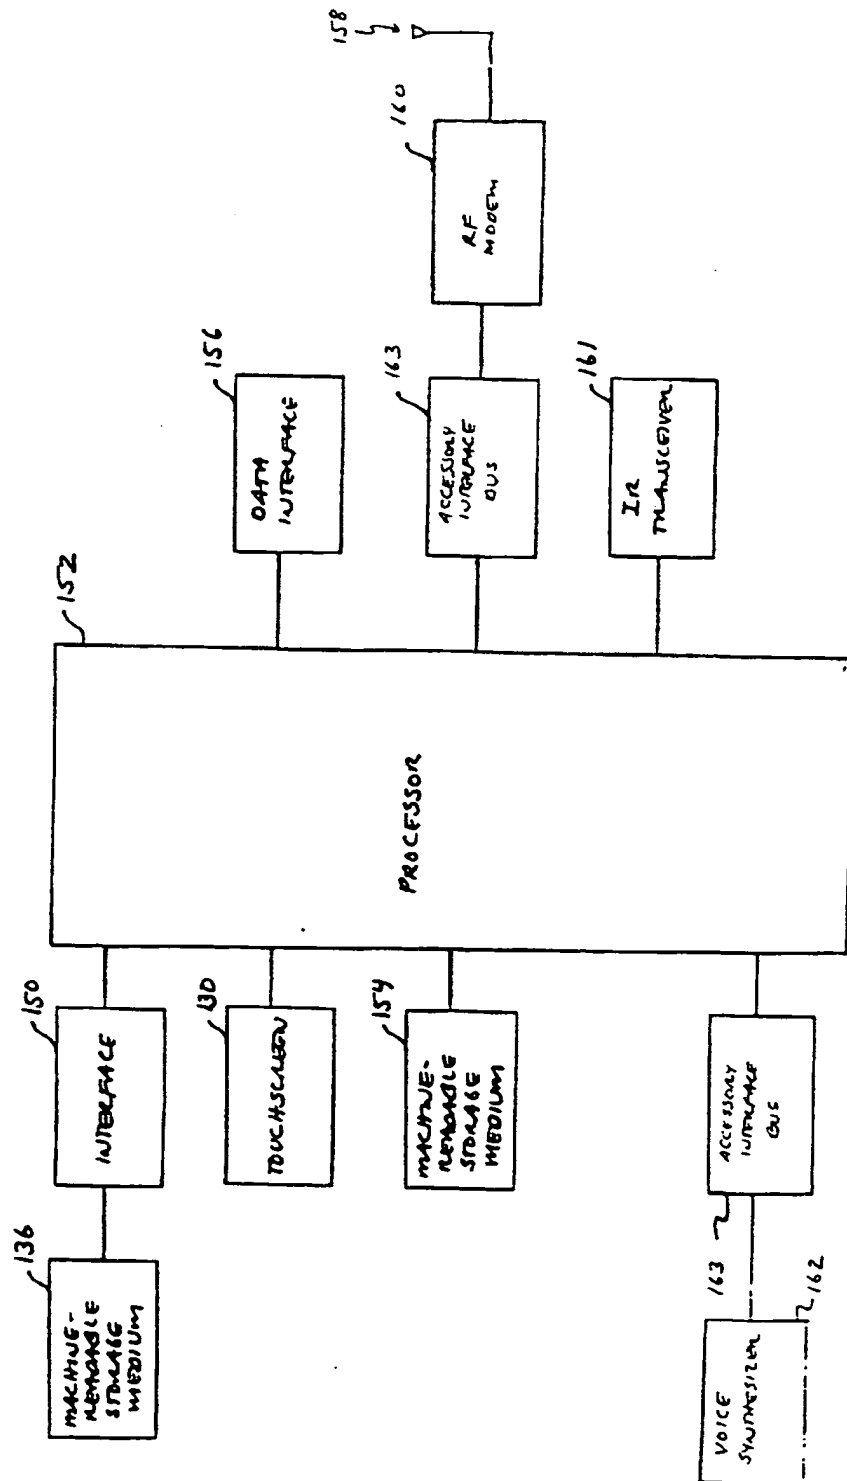 136
MACHINE-
READABLE
STORAGE
MEDIUM
150
INTERFACE
130
TOUCHSCREEN
154
MACHINE-
READABLE
STORAGE
MEDIUM
163
ACCESSORY
INTERFACE
BUS
162
VOICE
SYNTHESIZER
152
PROCESSOR
156
DATA
INTERFACE
163
ACCESSORY
INTERFACE
BUS
161
IR
TRANSCEIVER
160
RF
MODEM
158